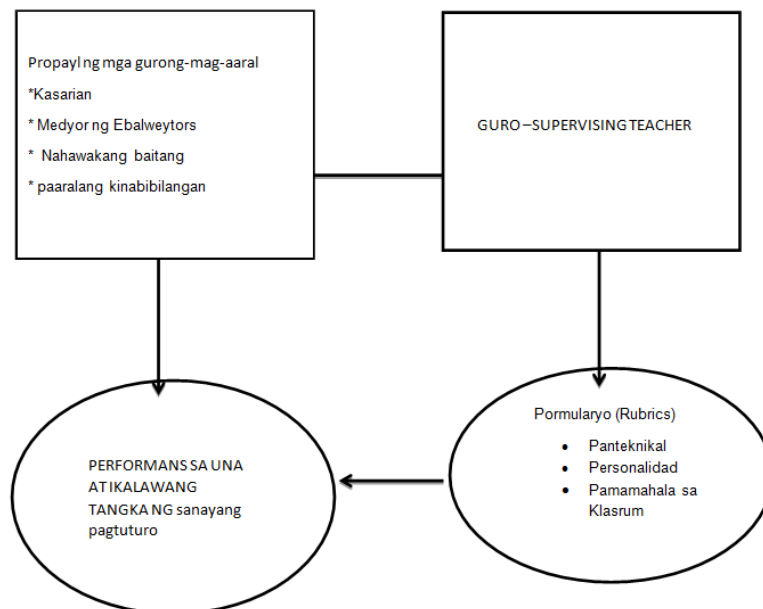 Propayl ng mga gurong-mag-aaral
*Kasarian
* Medyor ng Ebalweytors
* Nahawakang baitang
* paaralang kinabibilangan
GURO – SUPERVISING TEACHER
PERFORMANS SA UNA
AT IKALAWANG
TANGKA NG sanayang
pagtuturo
Pormularyo (Rubrics)
• Panteknikal
• Personalidad
• Pamamahala sa
Klasrum